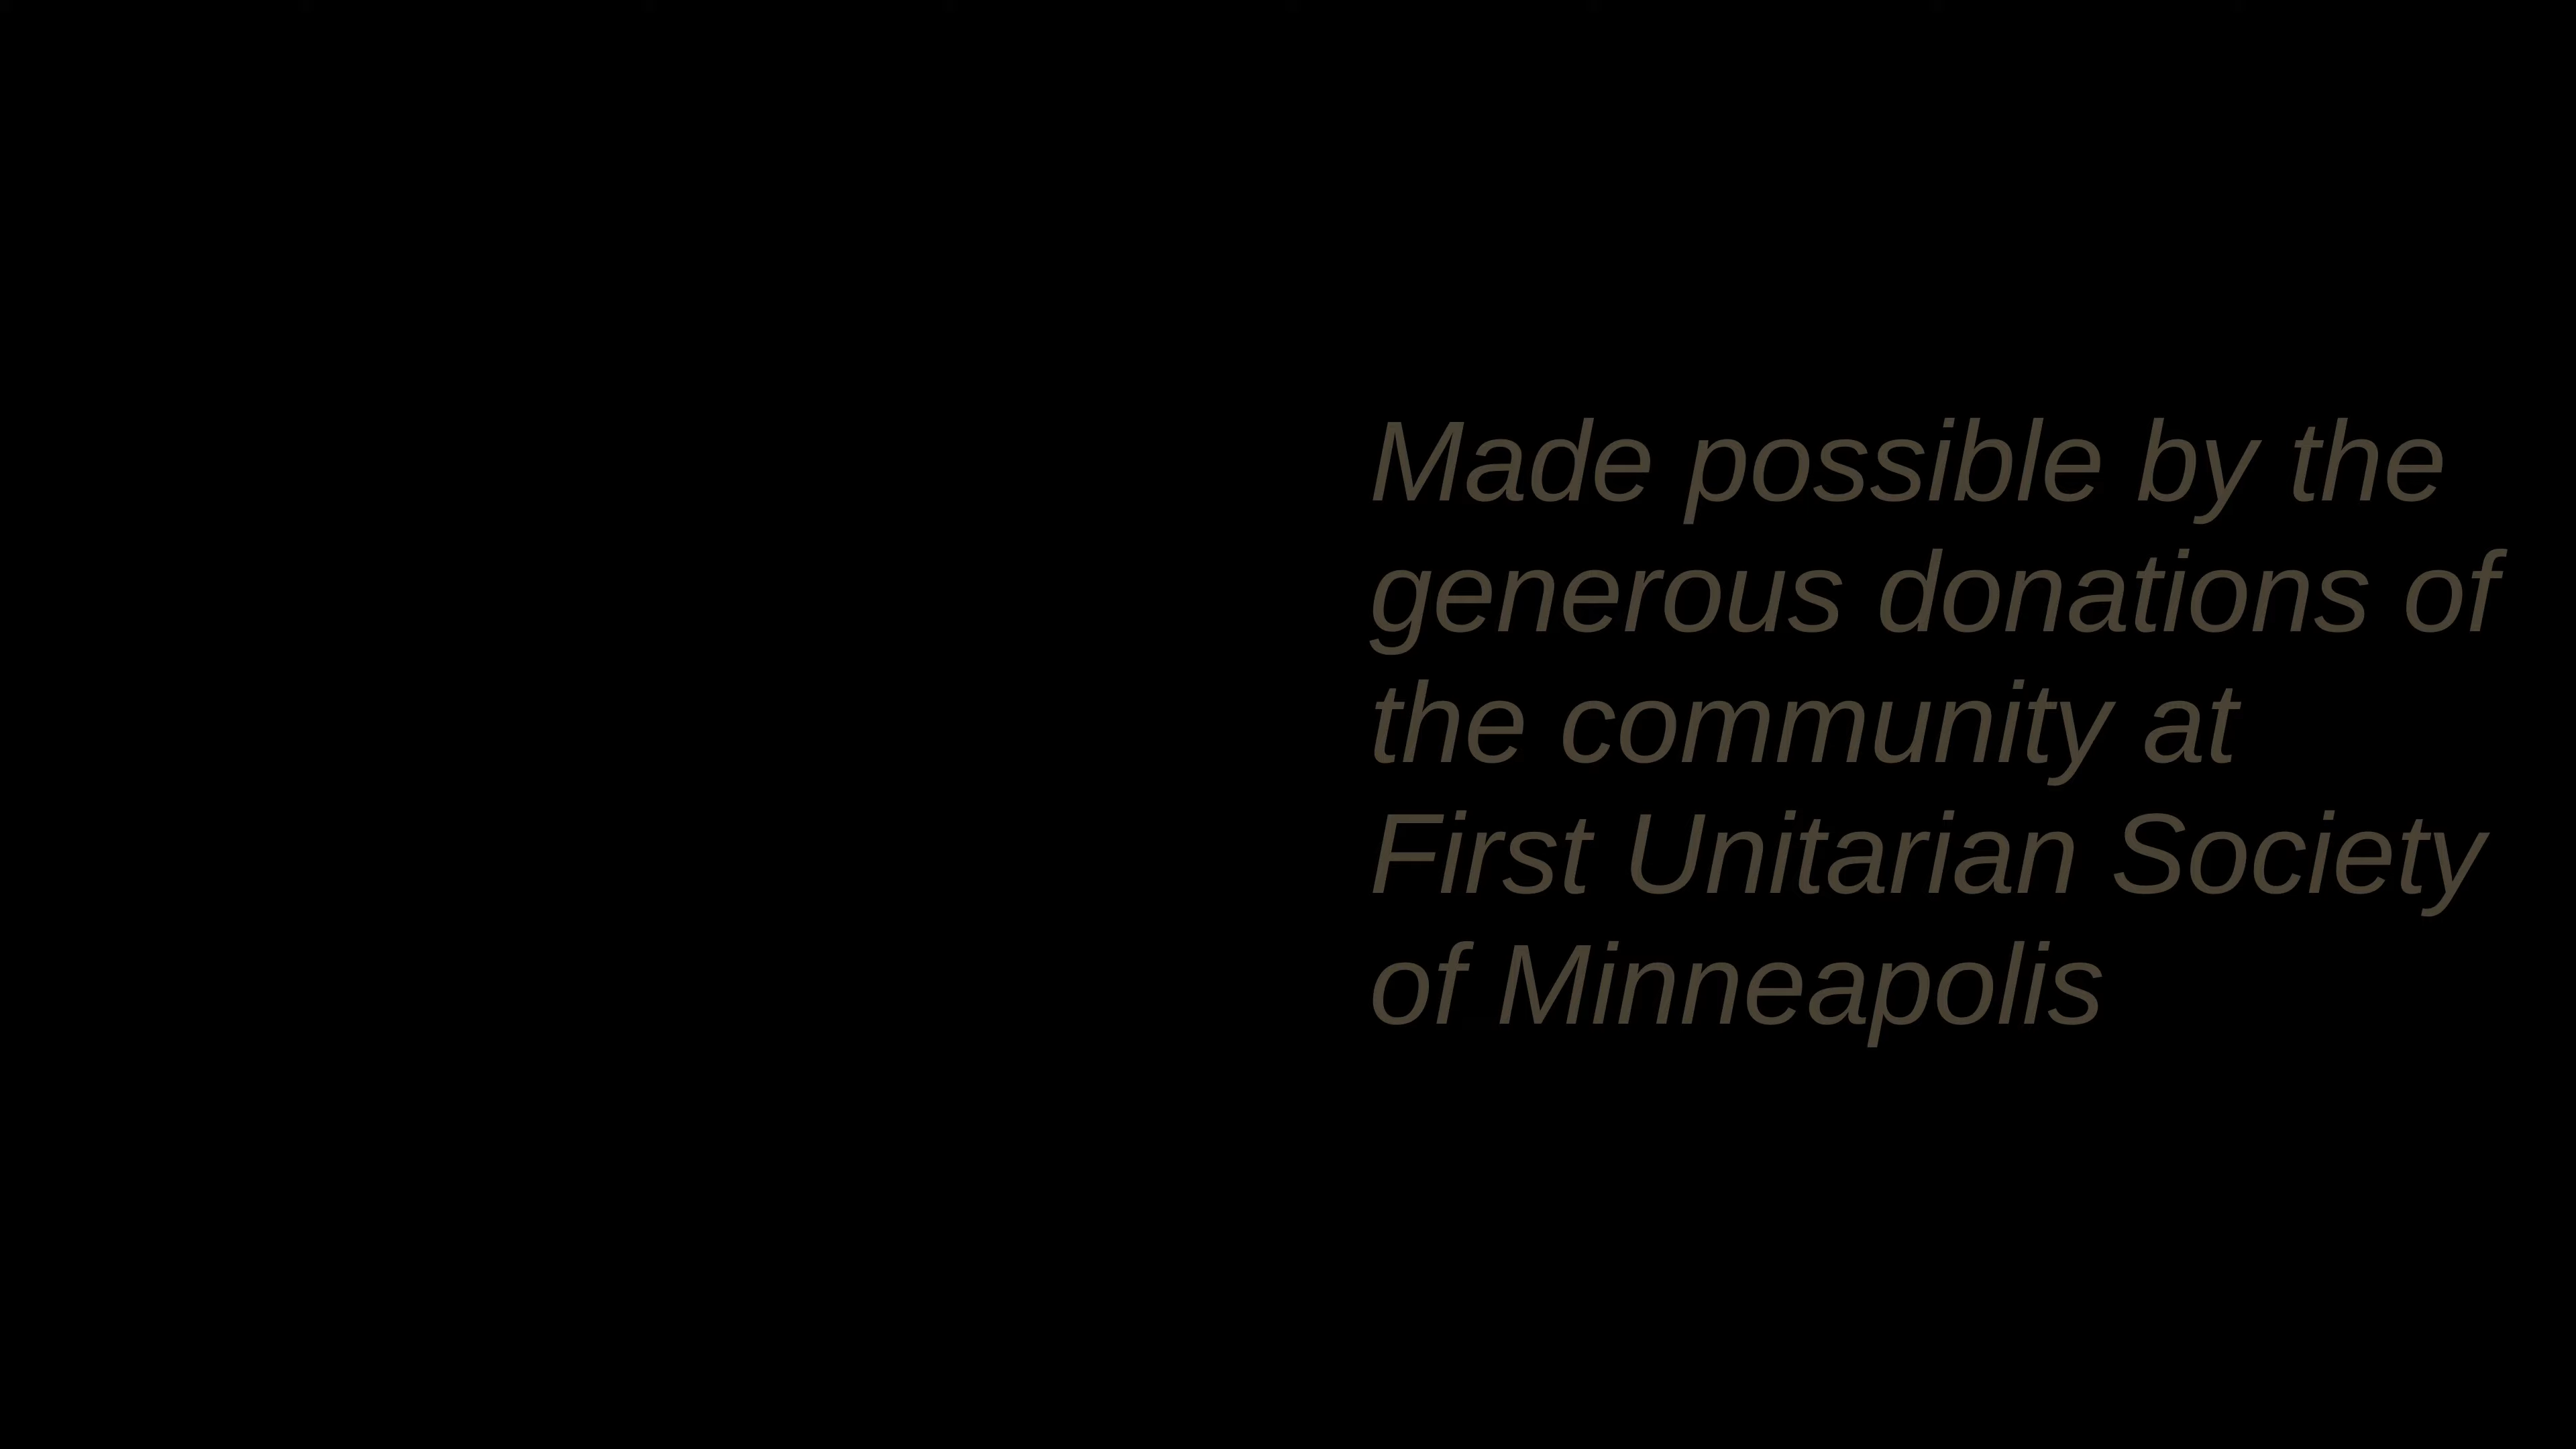 Made possible by the
generous donations of
the community at
First Unitarian Society
of Minneapolis